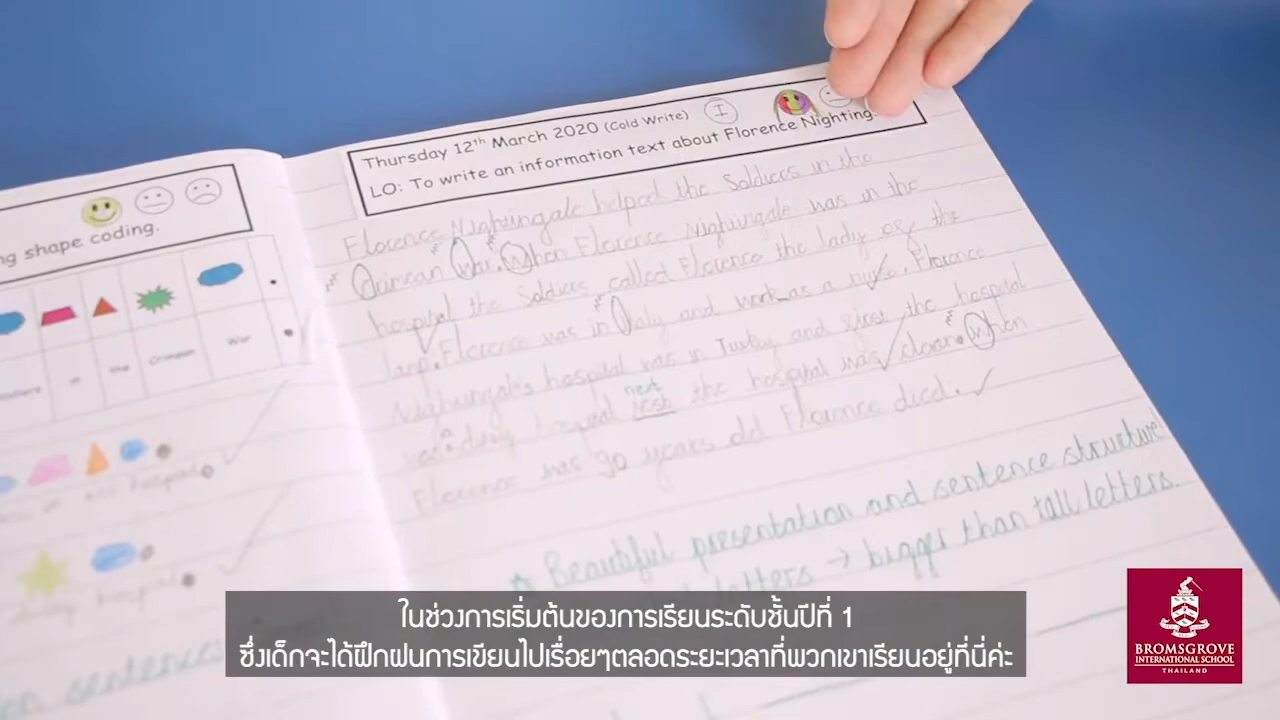 Thursday 12th March 2020 (Cold Write)
I
LO: To write an information text about Florence Nighting
Florence Nightingale helped the Soldiers in the
Crimean War. When Florence Nightingale was in the
hospital the Soldiers called Florence the lady of the
lamp. Florence was in Italy and work as a nurse. Florence
Nightingale's hospital was in Turkey and first the hospital
was a dirty hospital next the hospital was clean. When
Florence was 90 years old Florence died.
Beautiful presentation and sentence structure
letters → bigger than tall letters
ng shape coding.
in the Crimean War
ในช่วงการเริ่มต้นของการเรียนระดับชั้นปีที่ 1
ซึ่งเด็กจะได้ฝึกฝนการเขียนไปเรื่อยๆตลอดระยะเวลาที่พวกเขาเรียนอยู่ที่นี่ค่ะ
BROMSGROVE
INTERNATIONAL SCHOOL
THAILAND